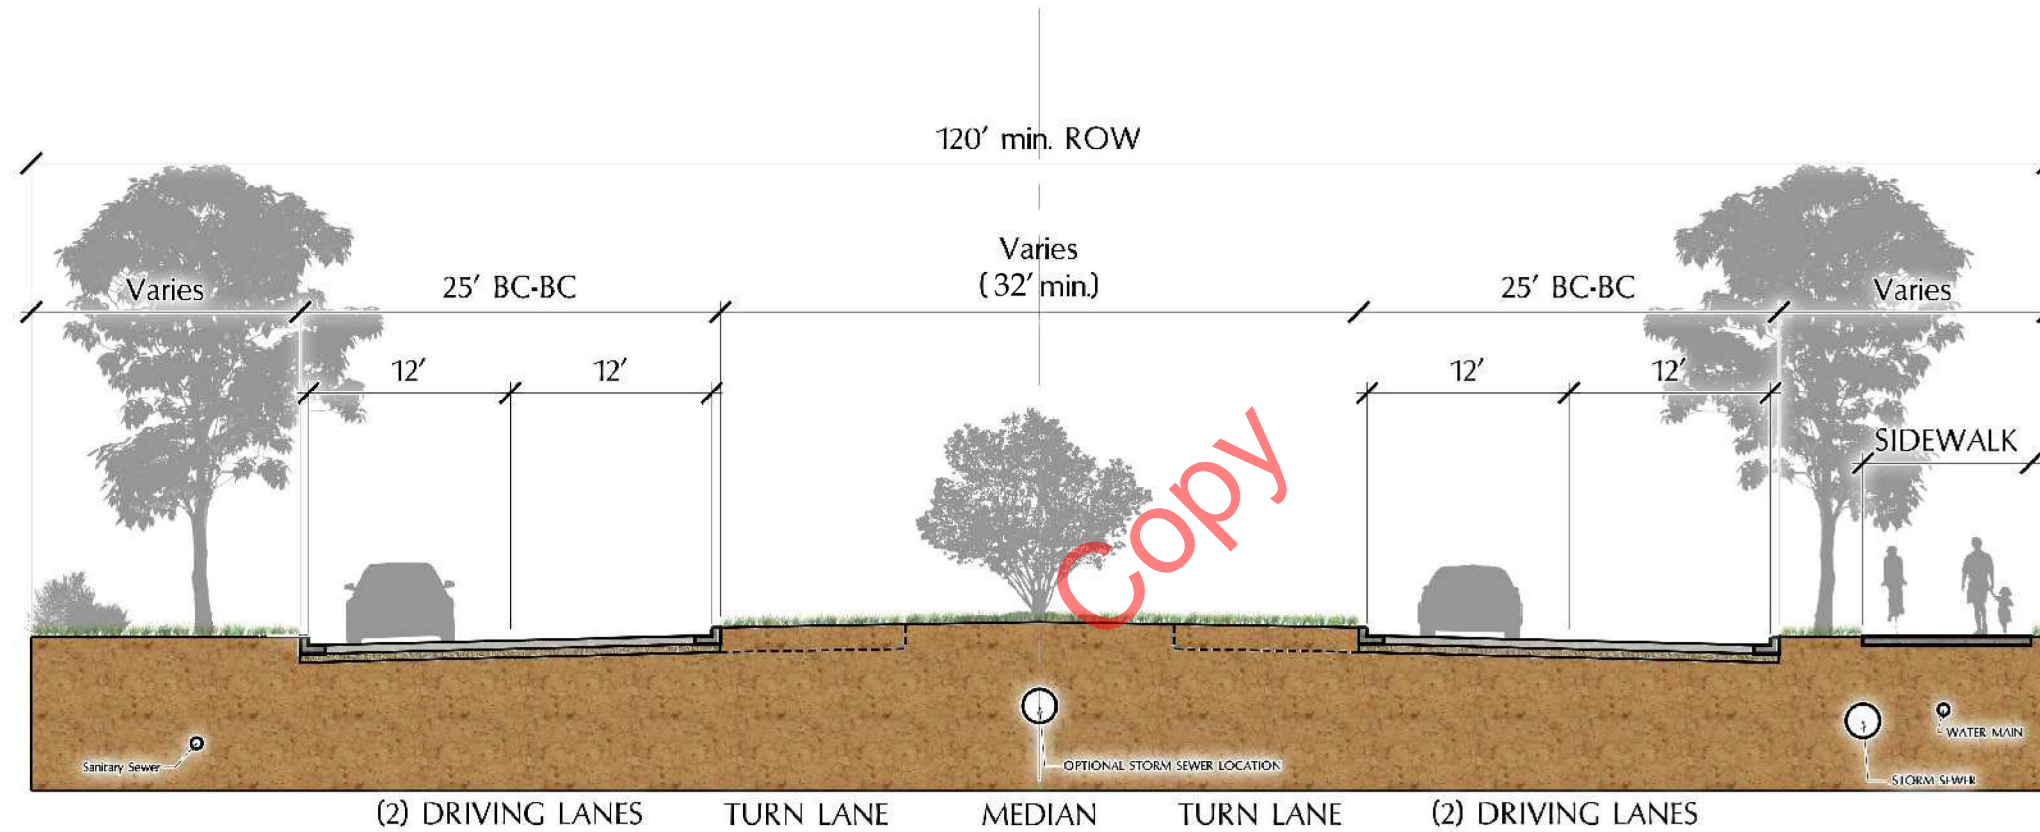 120' min. ROW
Varies
(32' min.)
Varies
25' BC-BC
25' BC-BC
Varies
12'
12'
12'
12'
SIDEWALK
Copy
Sanitary Sewer
OPTIONAL STORM SEWER LOCATION
WATER MAIN
STORM SEWER
(2) DRIVING LANES
TURN LANE
MEDIAN
TURN LANE
(2) DRIVING LANES